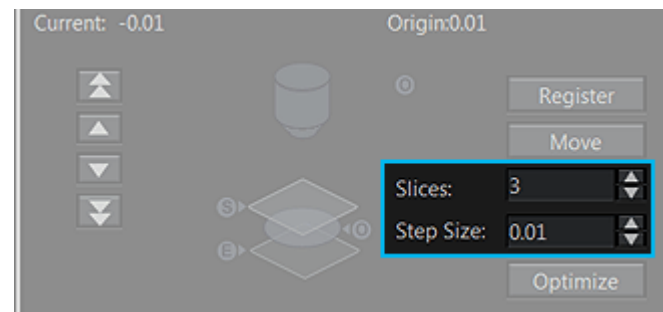 Current: -0.01
Origin:0.01
O
Register
Move
Slices: 3
S
O
Step Size: 0.01
E
Optimize